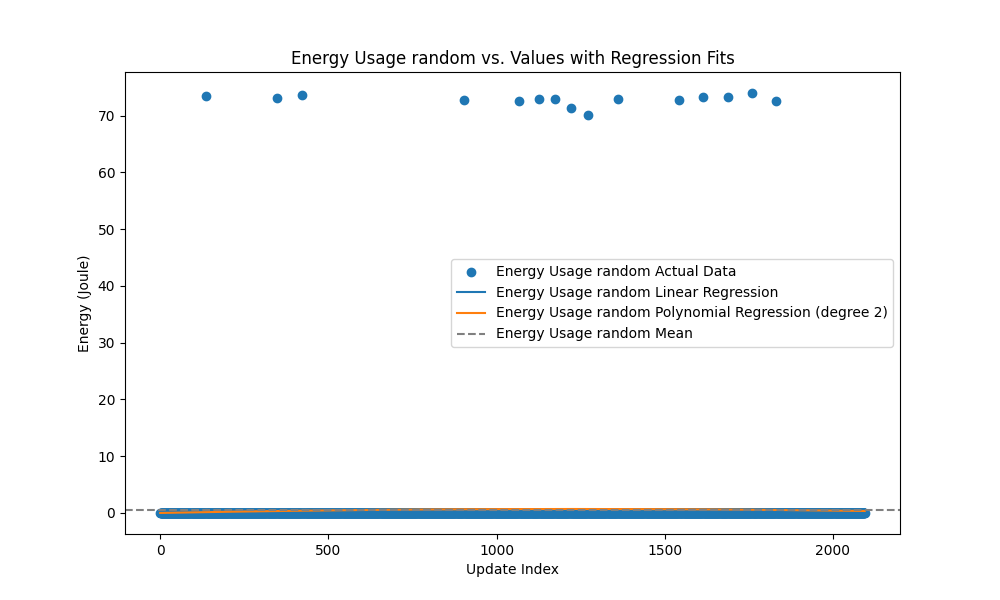 Energy Usage random vs. Values with Regression Fits
Energy (Joule)
70
60
50
40
30
20
10
0
Energy Usage random Actual Data
Energy Usage random Linear Regression
Energy Usage random Polynomial Regression (degree 2)
Energy Usage random Mean
0 500 1000 1500 2000
Update Index